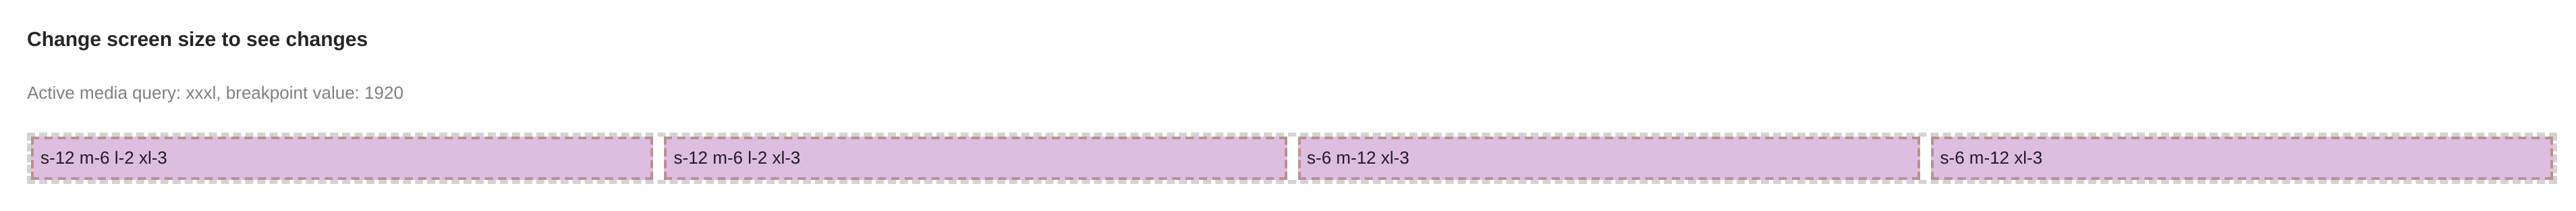 Change screen size to see changes
Active media query: xxxl, breakpoint value: 1920
s-12 m-6 l-2 xl-3 s-12 m-6 l-2 xl-3 s-6 m-12 xl-3 s-6 m-12 xl-3